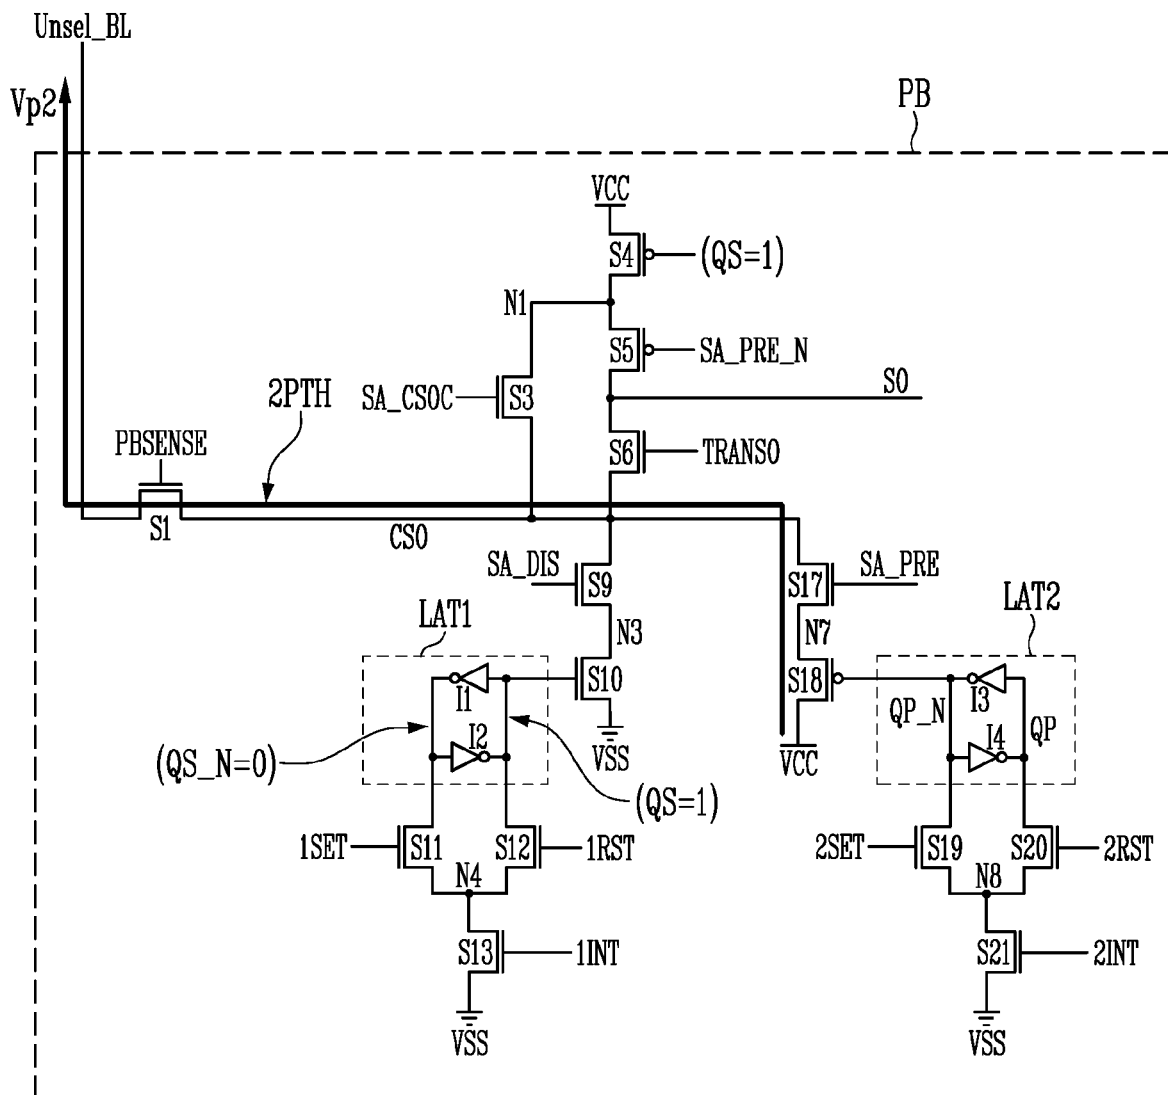 Unsel_BL
Vp2
PB
VCC
S4
(QS=1)
N1
S5
SA_PRE_N
SO
SA_CSOC
S3
2PTH
S6
TRANSO
PBSENSE
S1
CSO
SA_DIS
S9
S17
SA_PRE
LAT1
N3
N7
LAT2
I1
S10
S18
I3
QP_N
QP
(QS_N=0)
I2
VSS
VCC
I4
(QS=1)
1SET
S11
S12
1RST
2SET
S19
S20
2RST
N4
N8
S13
1INT
S21
2INT
VSS
VSS